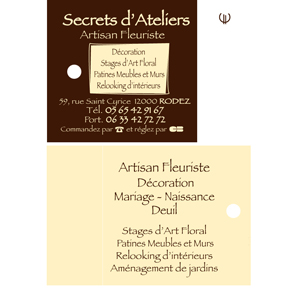 Secrets d'Ateliers
Artisan Fleuriste
Décoration
Stages d'Art Floral
Patines Meubles et Murs
Relooking d'intérieurs
59, rue Saint Cyrice 12000 RODEZ
Tél. 05 65 42 91 67
Port. 06 33 42 72 72
Commandez par ☎ et réglez par
Artisan Fleuriste
Décoration
Mariage - Naissance
Deuil
Stages d'Art Floral
Patines Meubles et Murs
Relooking d'intérieurs
Aménagement de jardins